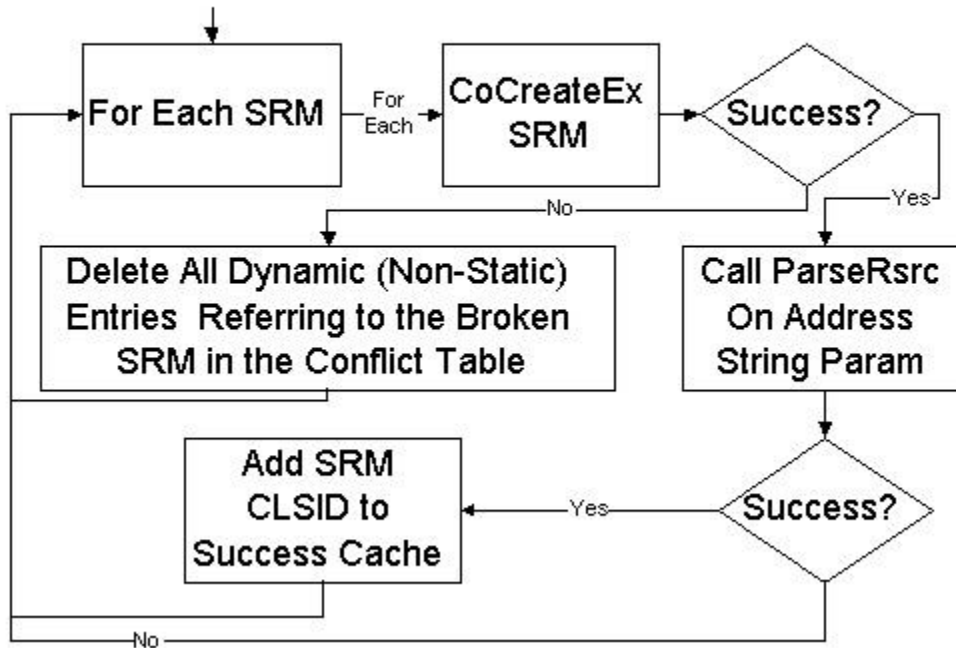 For Each SRM
For
Each
CoCreateEx
SRM
Success?
No
Yes
Delete All Dynamic (Non-Static)
Entries Referring to the Broken
SRM in the Conflict Table
Call ParseRsrc
On Address
String Param
Add SRM
CLSID to
Success Cache
Yes
Success?
No